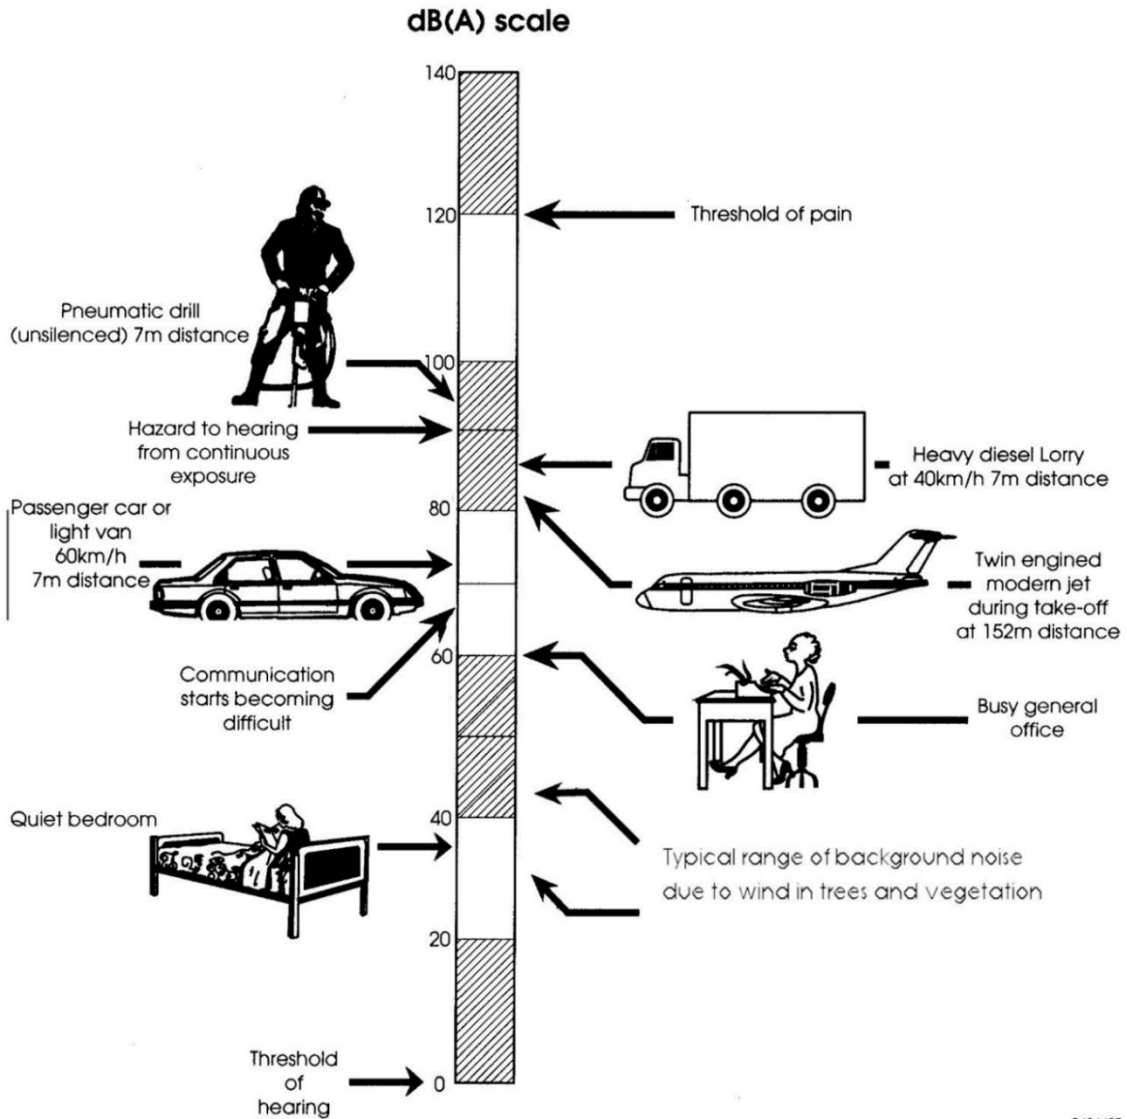 dB(A) scale
140
120
Threshold of pain
Pneumatic drill
(unsilenced) 7m distance
100
Hazard to hearing
from continuous
exposure
Heavy diesel Lorry
at 40km/h 7m distance
80
Passenger car or
light van
60km/h
7m distance
Twin engined
modern jet
during take-off
at 152m distance
60
Communication
starts becoming
difficult
Busy general
office
40
Quiet bedroom
Typical range of background noise
due to wind in trees and vegetation
20
Threshold
of
hearing
0